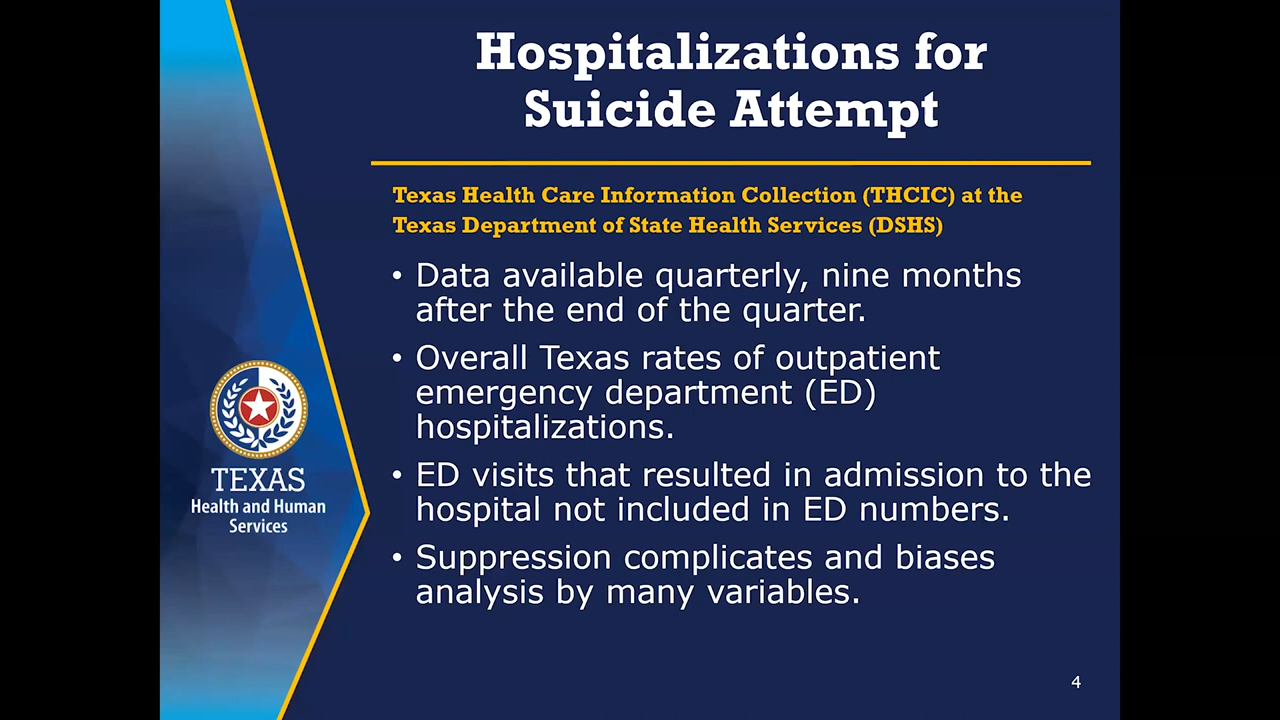 Hospitalizations for
Suicide Attempt
Texas Health Care Information Collection (THCIC) at the
Texas Department of State Health Services (DSHS)
• Data available quarterly, nine months
after the end of the quarter.
• Overall Texas rates of outpatient
emergency department (ED)
hospitalizations.
• ED visits that resulted in admission to the
hospital not included in ED numbers.
• Suppression complicates and biases
analysis by many variables.
TEXAS
Health and Human
Services
4